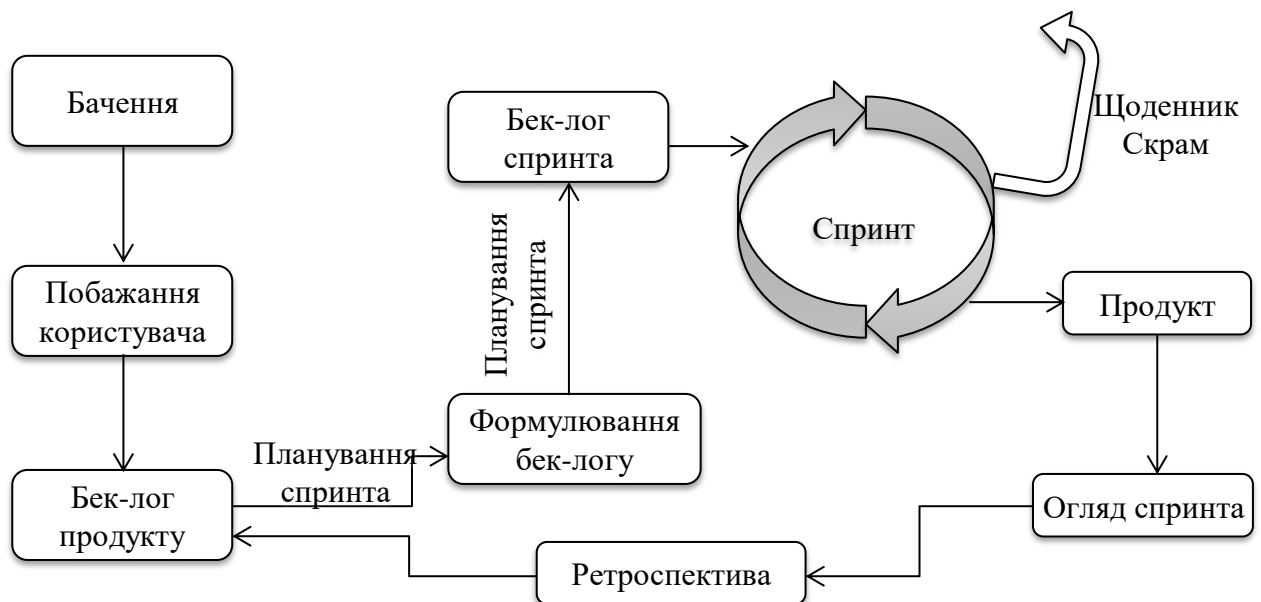 Бачення
Побажання
користувача
Бек-лог
продукту
Планування
спринта
Формулювання
бек-логу
Планування
спринта
Бек-лог
спринта
Спринт
Щоденник
Скрам
Продукт
Огляд спринта
Ретроспектива